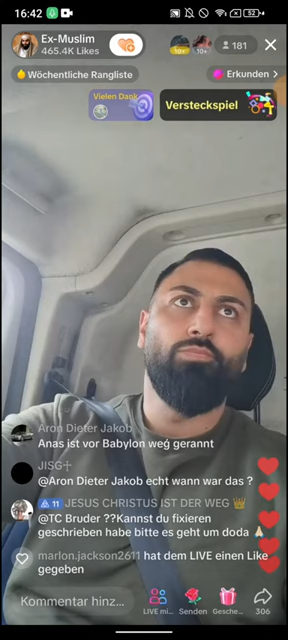 16:42
52
Ex-Muslim
465.4K Likes
10+
10+
181
Wöchentliche Rangliste
Erkunden >
Vielen Dank
Versteckspiel
Aron Dieter Jakob
Anas ist vor Babylon weg gerannt
JISG
@Aron Dieter Jakob echt wann war das ?
11 JESUS CHRISTUS IST DER WEG
@TC Bruder ??Kannst du fixieren
geschrieben habe bitte es geht um doda
marlon.jackson2611 hat dem LIVE einen Like
gegeben
Kommentar hinz...
LIVE mi...
Senden
Gesche...
306